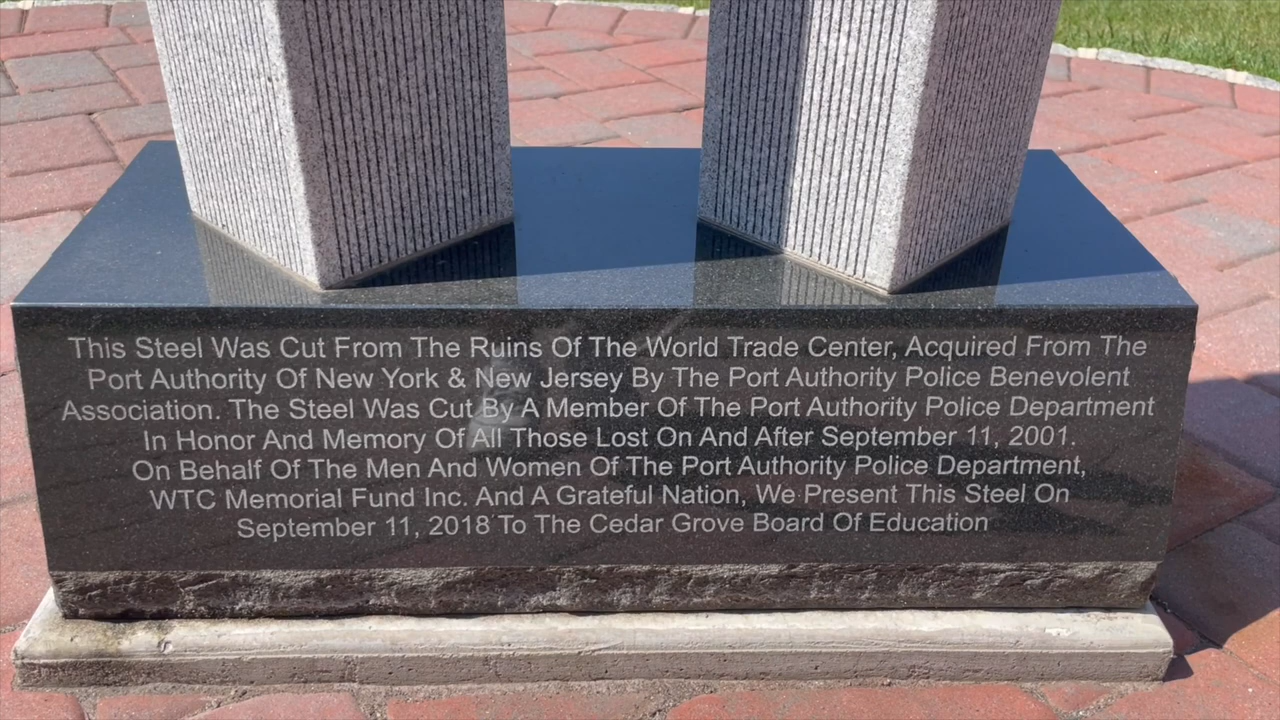 This Steel Was Cut From The Ruins Of The World Trade Center, Acquired From The
Port Authority Of New York & New Jersey By The Port Authority Police Benevolent
Association. The Steel Was Cut By A Member Of The Port Authority Police Department
In Honor And Memory Of All Those Lost On And After September 11, 2001.
On Behalf Of The Men And Women Of The Port Authority Police Department,
WTC Memorial Fund Inc. And A Grateful Nation, We Present This Steel On
September 11, 2018 To The Cedar Grove Board Of Education